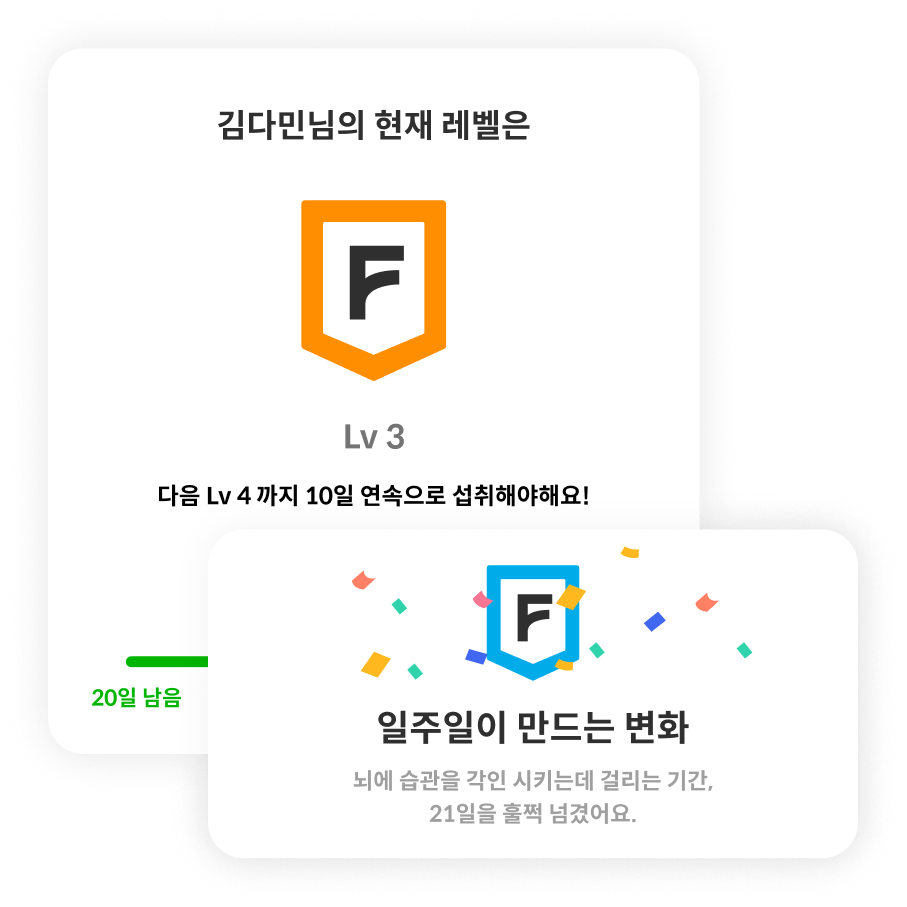 김다민님의 현재 레벨은
F
Lv 3
다음 Lv 4 까지 10일 연속으로 섭취해야해요!
20일 남음
F
일주일이 만드는 변화
뇌에 습관을 각인 시키는데 걸리는 기간,
21일을 훌쩍 넘겼어요.